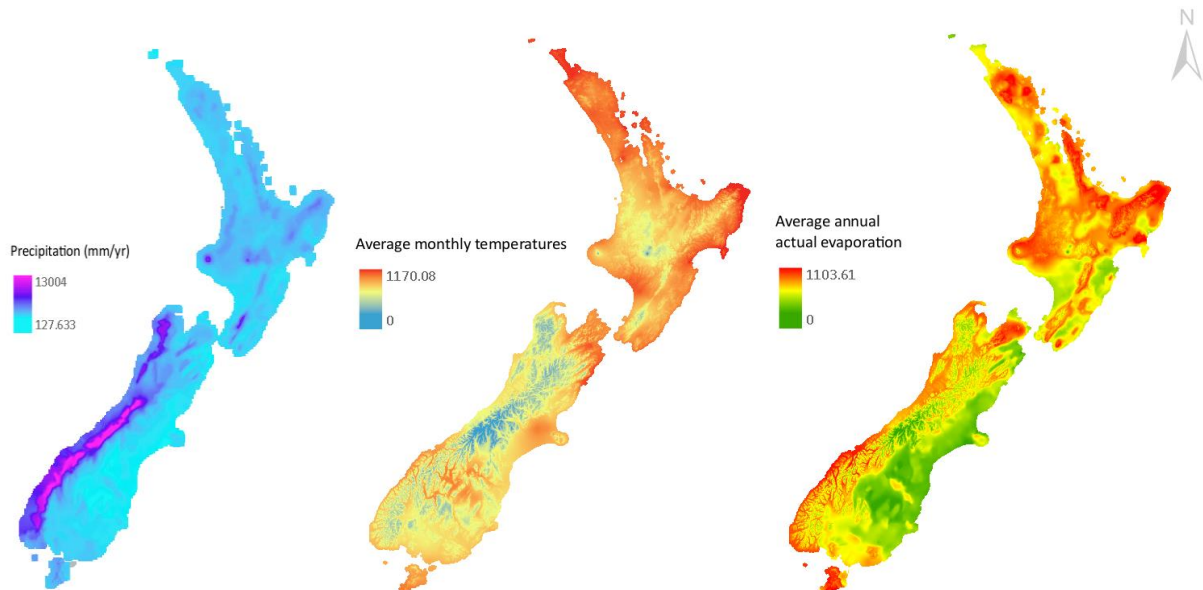 N
Precipitation (mm/yr)
13004
127.633
Average monthly temperatures
1170.08
0
Average annual
actual evaporation
1103.61
0